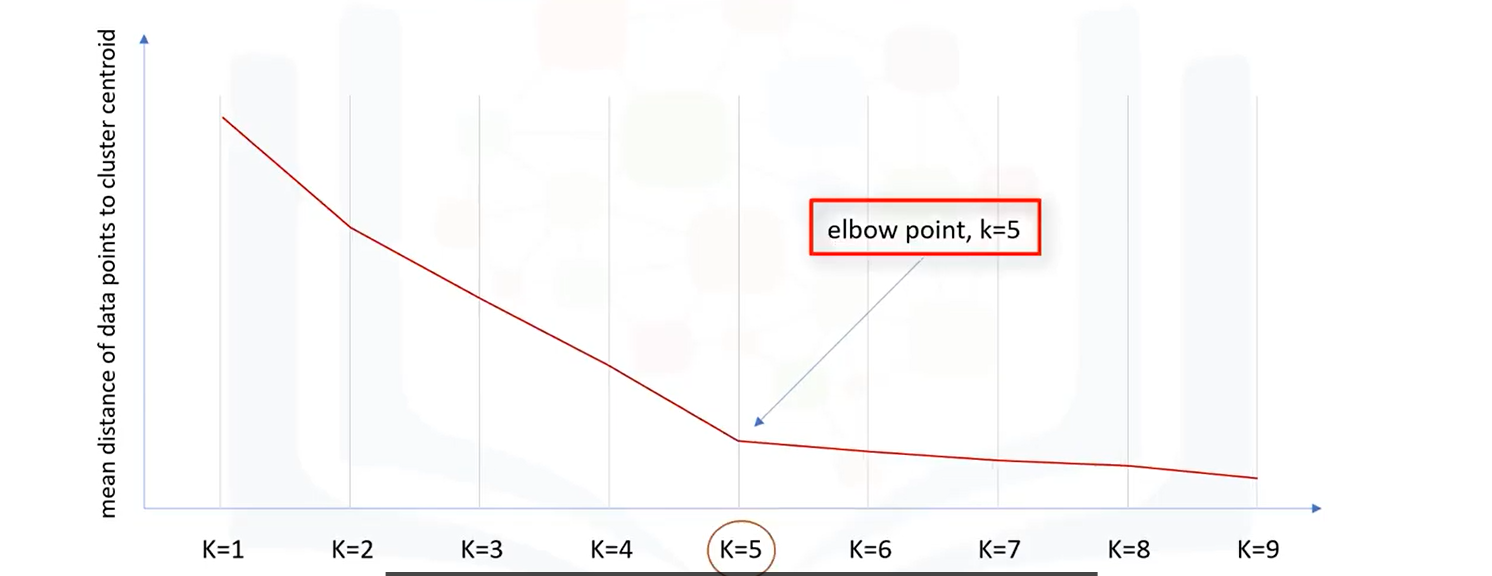 mean distance of data points to cluster centroid
elbow point, k=5
K=1 K=2 K=3 K=4 K=5 K=6 K=7 K=8 K=9